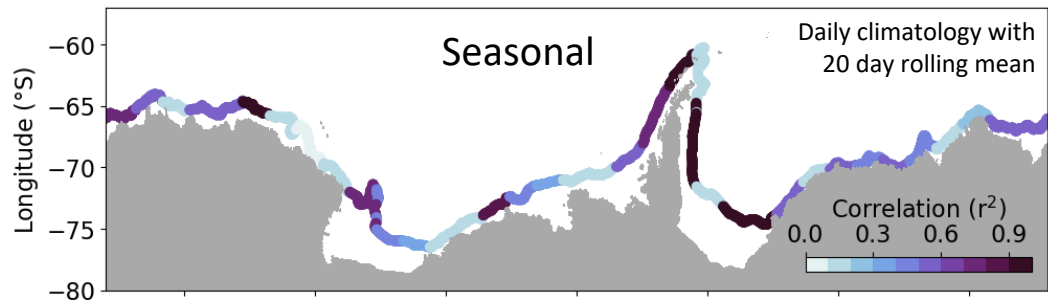 Seasonal
Daily climatology with
20 day rolling mean
Longitude (°S)
−60
−65
−70
−75
−80
Correlation (r²)
0.0 0.3 0.6 0.9